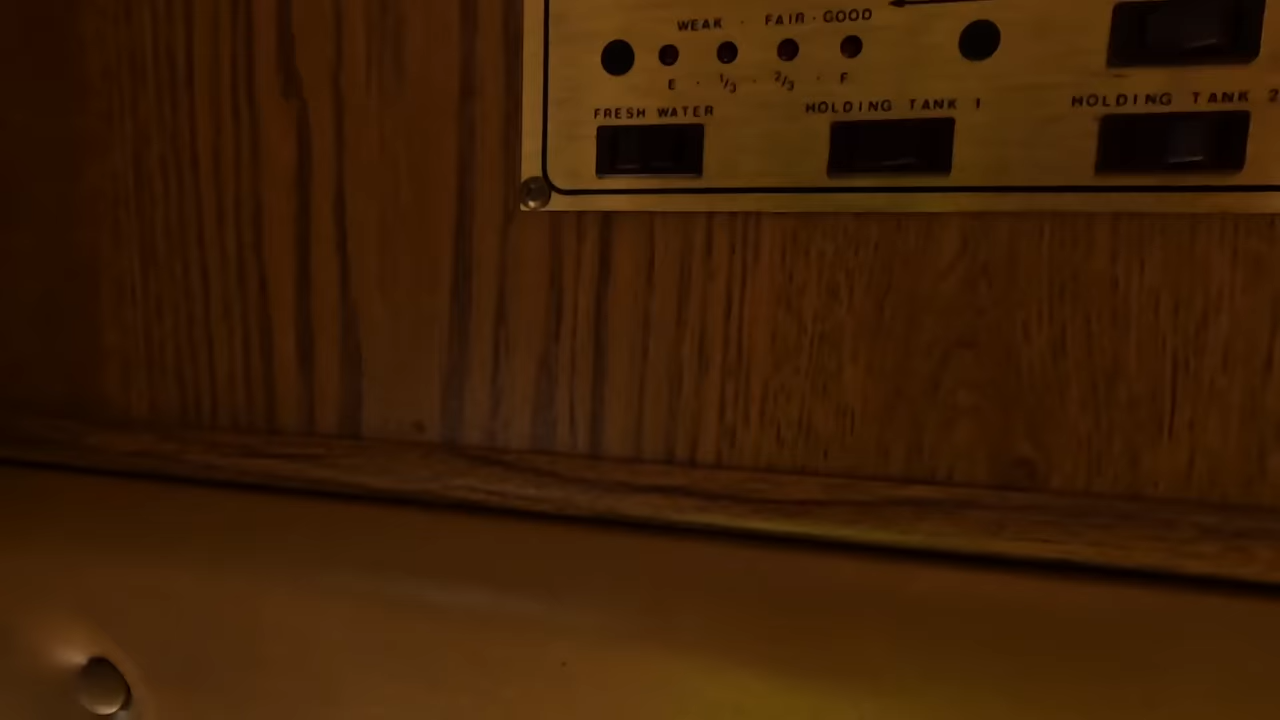 WEAK · FAIR · GOOD
E · 1/3 · 2/3 · F
FRESH WATER
HOLDING TANK 1
HOLDING TANK 2